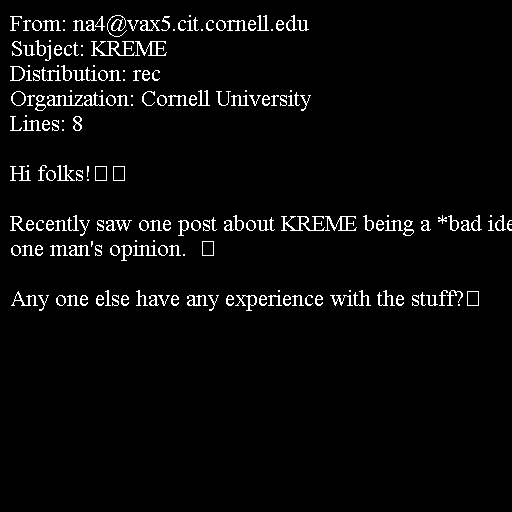 From: na4@vax5.cit.cornell.edu
Subject: KREME
Distribution: rec
Organization: Cornell University
Lines: 8
Hi folks!
Recently saw one post about KREME being a *bad ide
one man's opinion.
Any one else have any experience with the stuff?